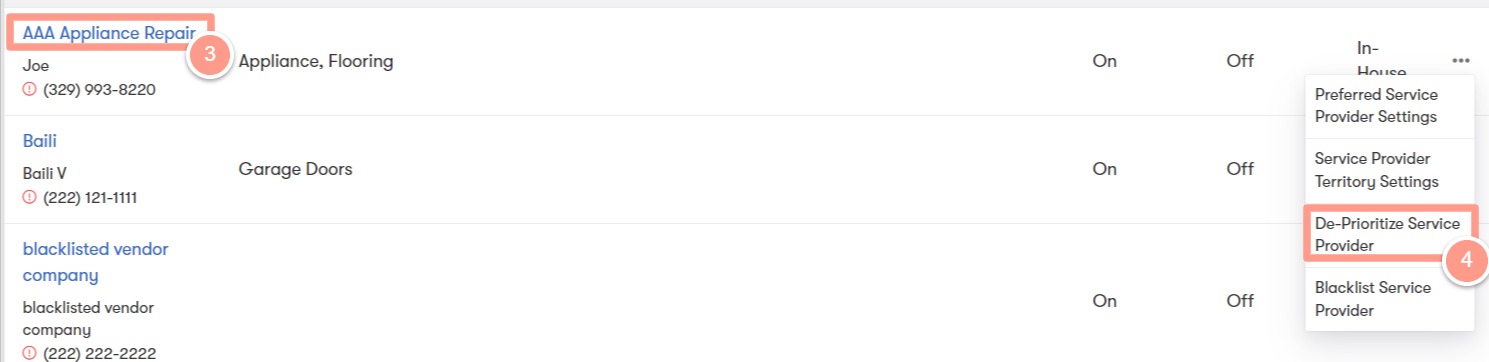 AAA Appliance Repair
3
Joe
(329) 993-8220
Appliance, Flooring
On
Off
In-
House
Preferred Service
Provider Settings
Service Provider
Territory Settings
De-Prioritize Service
Provider
4
Blacklist Service
Provider
Baili
Baili V
(222) 121-1111
Garage Doors
On
Off
blacklisted vendor
company
blacklisted vendor
company
(222) 222-2222
On
Off